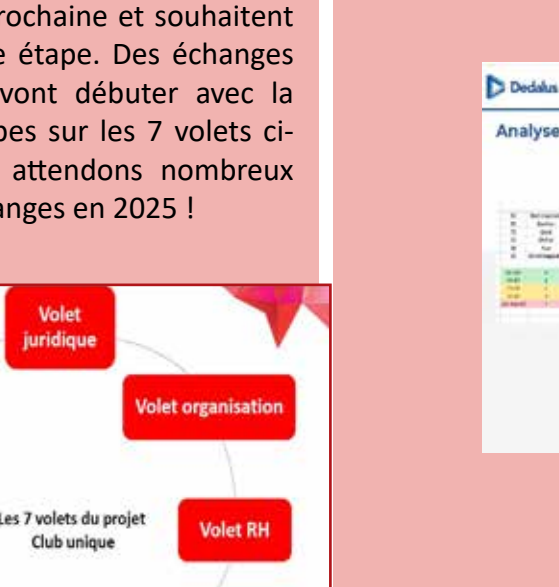 rochaine et souhaitent
e étape. Des échanges
vont débuter avec la
pes sur les 7 volets ci-
attendons nombreux
anges en 2025 !
Volet
juridique
Volet organisation
Les 7 volets du projet
Club unique
Volet RH
Dedalus
Analyse